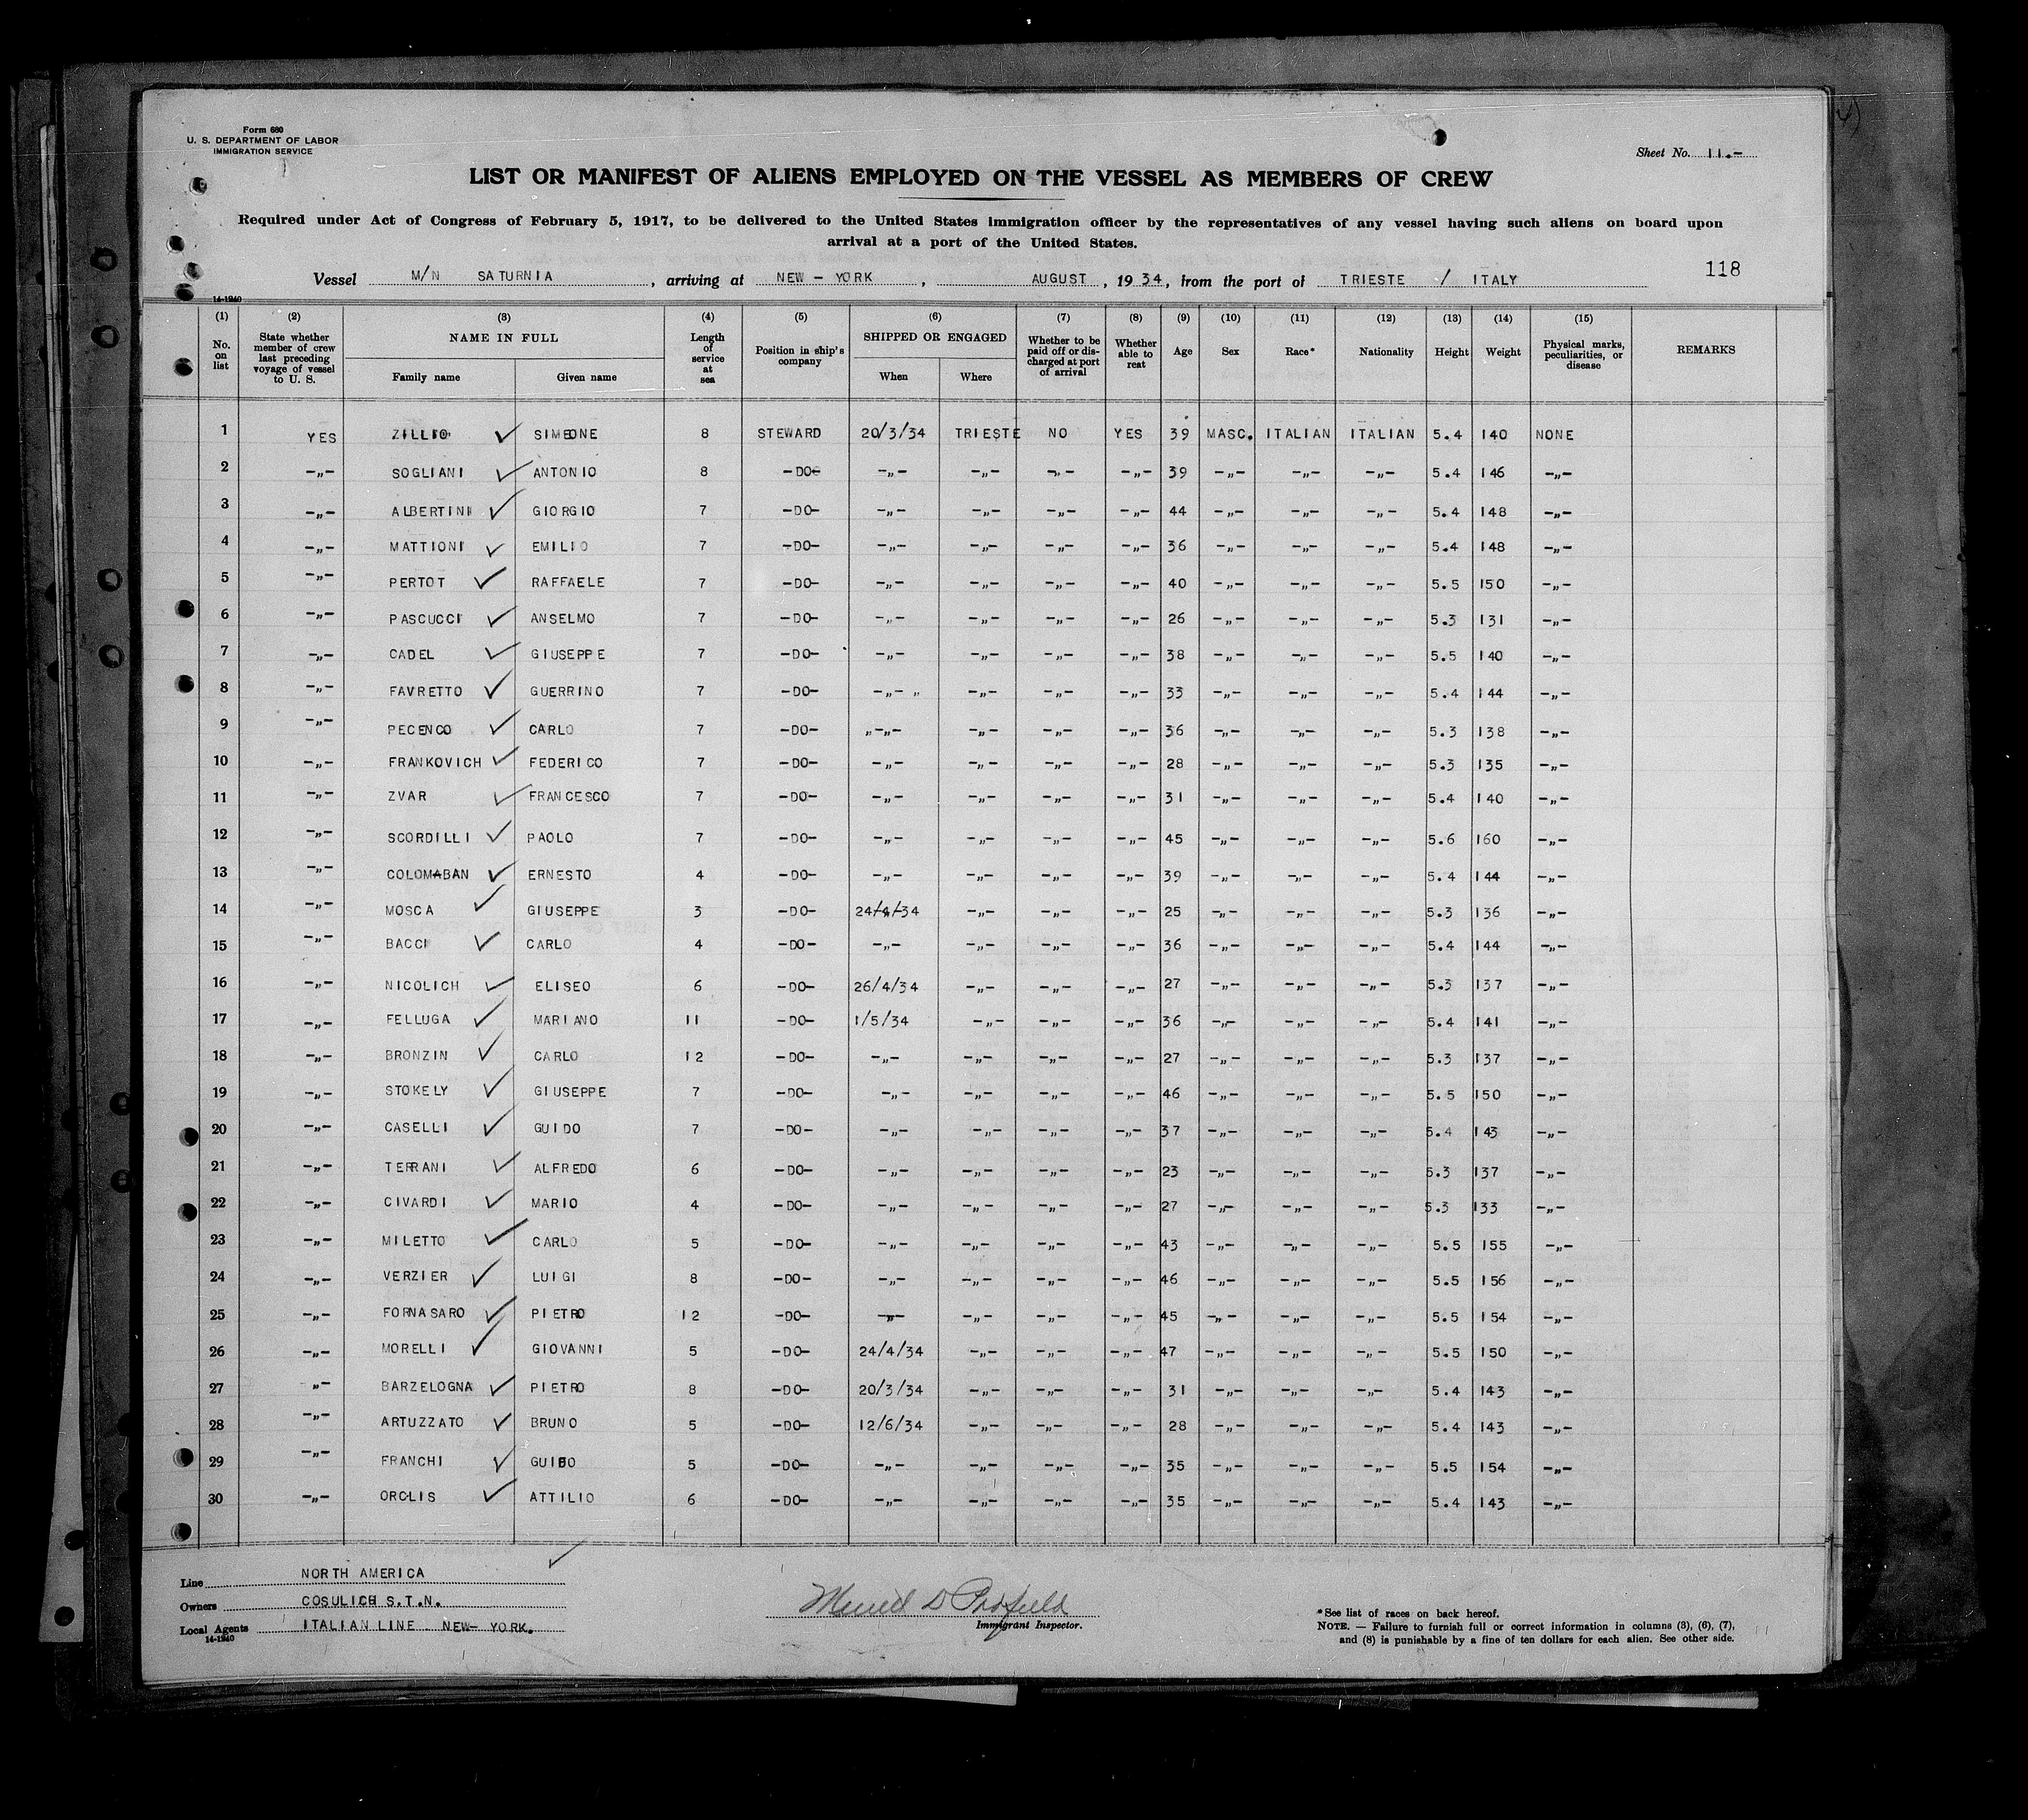 Form 680
U. S. DEPARTMENT OF LABOR
IMMIGRATION SERVICE
Sheet No. 11.-
LIST OR MANIFEST OF ALIENS EMPLOYED ON THE VESSEL AS MEMBERS OF CREW
Required under Act of Congress of February 5, 1917, to be delivered to the United States immigration officer by the representatives of any vessel having such aliens on board upon
arrival at a port of the United States.
118
Vessel M/N SATURNIA, arriving at NEW-YORK, AUGUST, 1934, from the port of TRIESTE / ITALY
14-1240
(1) No. on list (2) State whether member of crew last preceding voyage of vessel to U. S. (3) NAME IN FULL Family name Given name (4) Length of service at sea (5) Position in ship's company (6) SHIPPED OR ENGAGED When Where (7) Whether to be paid off or discharged at port of arrival (8) Whether able to reat (9) Age (10) Sex (11) Race* (12) Nationality (13) Height (14) Weight (15) Physical marks, peculiarities, or disease REMARKS
1 YES ZILLIO ✓ SIMEONE 8 STEWARD 20/3/34 TRIESTE NO YES 39 MASC. ITALIAN ITALIAN 5.4 140 NONE
2 -„- SOGLIANI ✓ ANTONIO 8 -DO- -„- -„- -„- -„- 39 -„- -„- -„- 5.4 146 -„-
3 -„- ALBERTINI ✓ GIORGIO 7 -DO- -„- -„- -„- -„- 44 -„- -„- -„- 5.4 148 -„-
4 -„- MATTIONI ✓ EMILIO 7 -DO- -„- -„- -„- -„- 36 -„- -„- -„- 5.4 148 -„-
5 -„- PERTOT ✓ RAFFAELE 7 -DO- -„- -„- -„- -„- 40 -„- -„- -„- 5.5 150 -„-
6 -„- PASCUCCI ✓ ANSELMO 7 -DO- -„- -„- -„- -„- 26 -„- -„- -„- 5.3 131 -„-
7 -„- CADEL ✓ GIUSEPPE 7 -DO- -„- -„- -„- -„- 38 -„- -„- -„- 5.5 140 -„-
8 -„- FAVRETTO ✓ GUERRINO 7 -DO- -„- „ -„- -„- -„- 33 -„- -„- -„- 5.4 144 -„-
9 -„- PECENCO ✓ CARLO 7 -DO- „-„- -„- -„- -„- 36 -„- -„- -„- 5.3 138 -„-
10 -„- FRANKOVICH ✓ FEDERICO 7 -DO- -„- -„- -„- -„- 28 -„- -„- -„- 5.3 135 -„-
11 -„- ZVAR ✓ FRANCESCO 7 -DO- -„- -„- -„- -„- 31 -„- -„- -„- 5.4 140 -„-
12 -„- SCORDILLI ✓ PAOLO 7 -DO- -„- -„- -„- -„- 45 -„- -„- -„- 5.6 160 -„-
13 -„- COLOMBAN ✓ ERNESTO 4 -DO- -„- -„- -„- -„- 39 -„- -„- -„- 5.4 144 -„-
14 -„- MOSCA ✓ GIUSEPPE 3 -DO- 24/4/34 -„- -„- -„- 25 -„- -„- -„- 5.3 136 -„-
15 -„- BACCI ✓ CARLO 4 -DO- -„- -„- -„- -„- 36 -„- -„- -„- 5.4 144 -„-
16 -„- NICOLICH ✓ ELISEO 6 -DO- 26/4/34 -„- -„- -„- 27 -„- -„- -„- 5.3 137 -„-
17 -„- FELLUGA ✓ MARIANO 11 -DO- 1/5/34 -„- -„- -„- 36 -„- -„- -„- 5.4 141 -„-
18 -„- BRONZIN ✓ CARLO 12 -DO- -„- -„- -„- -„- 27 -„- -„- -„- 5.3 137 -„-
19 -„- STOKELY ✓ GIUSEPPE 7 -DO- -„- -„- -„- -„- 46 -„- -„- -„- 5.5 150 -„-
20 -„- CASELLI ✓ GUIDO 7 -DO- -„- -„- -„- -„- 37 -„- -„- -„- 5.4 143 -„-
21 -„- TERRANI ✓ ALFREDO 6 -DO- -„- -„- -„- -„- 23 -„- -„- -„- 5.3 137 -„-
22 -„- CIVARDI ✓ MARIO 4 -DO- -„- -„- -„- -„- 27 -„- -„- -„- 5.3 133 -„-
23 -„- MILETTO ✓ CARLO 5 -DO- -„- -„- -„- -„- 43 -„- -„- -„- 5.5 155 -„-
24 -„- VERZIER ✓ LUIGI 8 -DO- -„- -„- -„- -„- 46 -„- -„- -„- 5.5 156 -„-
25 -„- FORNASARO ✓ PIETRO 12 -DO- -„- -„- -„- -„- 45 -„- -„- -„- 5.5 154 -„-
26 -„- MORELLI ✓ GIOVANNI 5 -DO- 24/4/34 -„- -„- -„- 47 -„- -„- -„- 5.5 150 -„-
27 „- BARZELOGNA ✓ PIETRO 8 -DO- 20/3/34 -„- -„- -„- 31 -„- -„- -„- 5.4 143 -„-
28 -„- ARTUZZATO ✓ BRUNO 5 -DO- 12/6/34 -„- -„- -„- 28 -„- -„- -„- 5.4 143 -„-
29 -„- FRANCHI ✓ GUIDO 5 -DO- -„- -„- -„- -„- 35 -„- -„- -„- 5.5 154 -„-
30 -„- OROLIS ✓ ATTILIO 6 -DO- -„- -„- -„- -„- 35 -„- -„- -„- 5.4 143 -„-
Line NORTH AMERICA ✓
Owners COSULICH S.T.N.
Local Agents ITALIAN LINE NEW-YORK.
14-1240
Immigrant Inspector.
*See list of races on back hereof.
NOTE. — Failure to furnish full or correct information in columns (3), (6), (7),
and (8) is punishable by a fine of ten dollars for each alien. See other side.